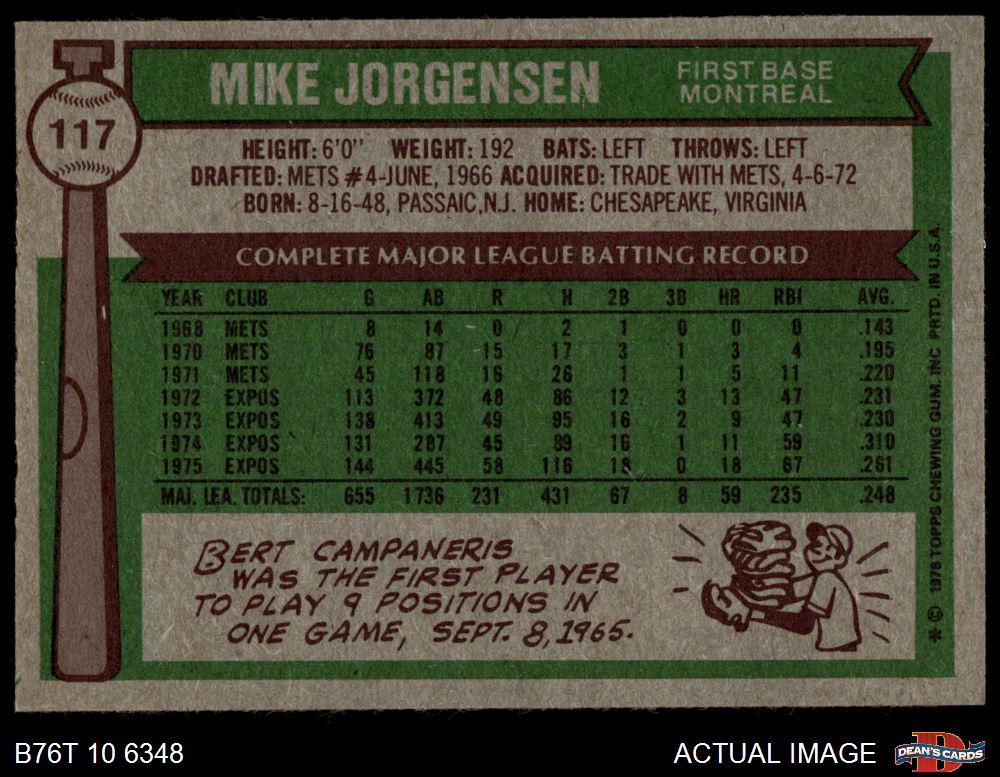 117
MIKE JORGENSEN
FIRST BASE
MONTREAL
HEIGHT: 6'0" WEIGHT: 192 BATS: LEFT THROWS: LEFT
DRAFTED: METS #4-JUNE, 1966 ACQUIRED: TRADE WITH METS, 4-6-72
BORN: 8-16-48, PASSAIC, N.J. HOME: CHESAPEAKE, VIRGINIA
COMPLETE MAJOR LEAGUE BATTING RECORD
YEAR CLUB G AB R H 2B 3B HR RBI AVG.
1968 METS 8 14 0 2 1 0 0 0 .143
1970 METS 76 87 15 17 3 1 3 4 .195
1971 METS 45 118 16 26 1 1 5 11 .220
1972 EXPOS 113 372 48 86 12 3 13 47 .231
1973 EXPOS 138 413 49 95 16 2 9 47 .230
1974 EXPOS 131 287 45 89 16 1 11 59 .310
1975 EXPOS 144 445 58 116 18 0 18 67 .261
MAJ. LEA. TOTALS: 655 1736 231 431 67 8 59 235 .248
BERT CAMPANERIS
WAS THE FIRST PLAYER
TO PLAY 9 POSITIONS IN
ONE GAME, SEPT. 8, 1965.
* © 1976 TOPPS CHEWING GUM, INC PRTD. IN U.S.A.
B76T 10 6348
ACTUAL IMAGE
D
DEAN'S CARDS